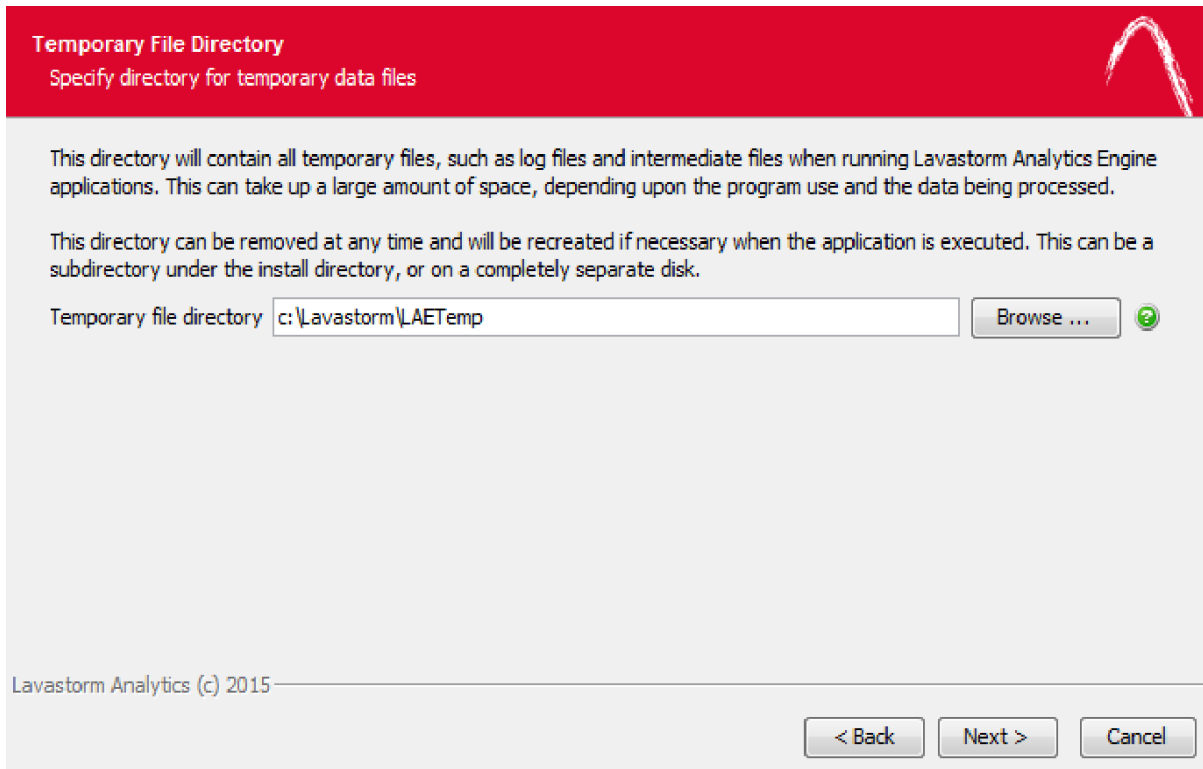 Temporary File Directory
Specify directory for temporary data files
This directory will contain all temporary files, such as log files and intermediate files when running Lavastorm Analytics Engine
applications. This can take up a large amount of space, depending upon the program use and the data being processed.
This directory can be removed at any time and will be recreated if necessary when the application is executed. This can be a
subdirectory under the install directory, or on a completely separate disk.
Temporary file directory c:\Lavastorm\LAETemp Browse ... ?
Lavastorm Analytics (c) 2015
< Back Next > Cancel